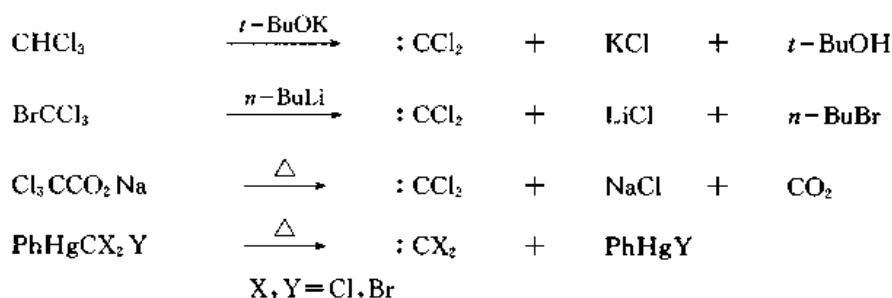 CHCl₃ t-BuOK → :CCl₂ + KCl + t-BuOH
BrCCl₃ n-BuLi → :CCl₂ + LiCl + n-BuBr
Cl₃CCO₂Na △ → :CCl₂ + NaCl + CO₂
PhHgCX₂Y △ → :CX₂ + PhHgY
X,Y=Cl,Br